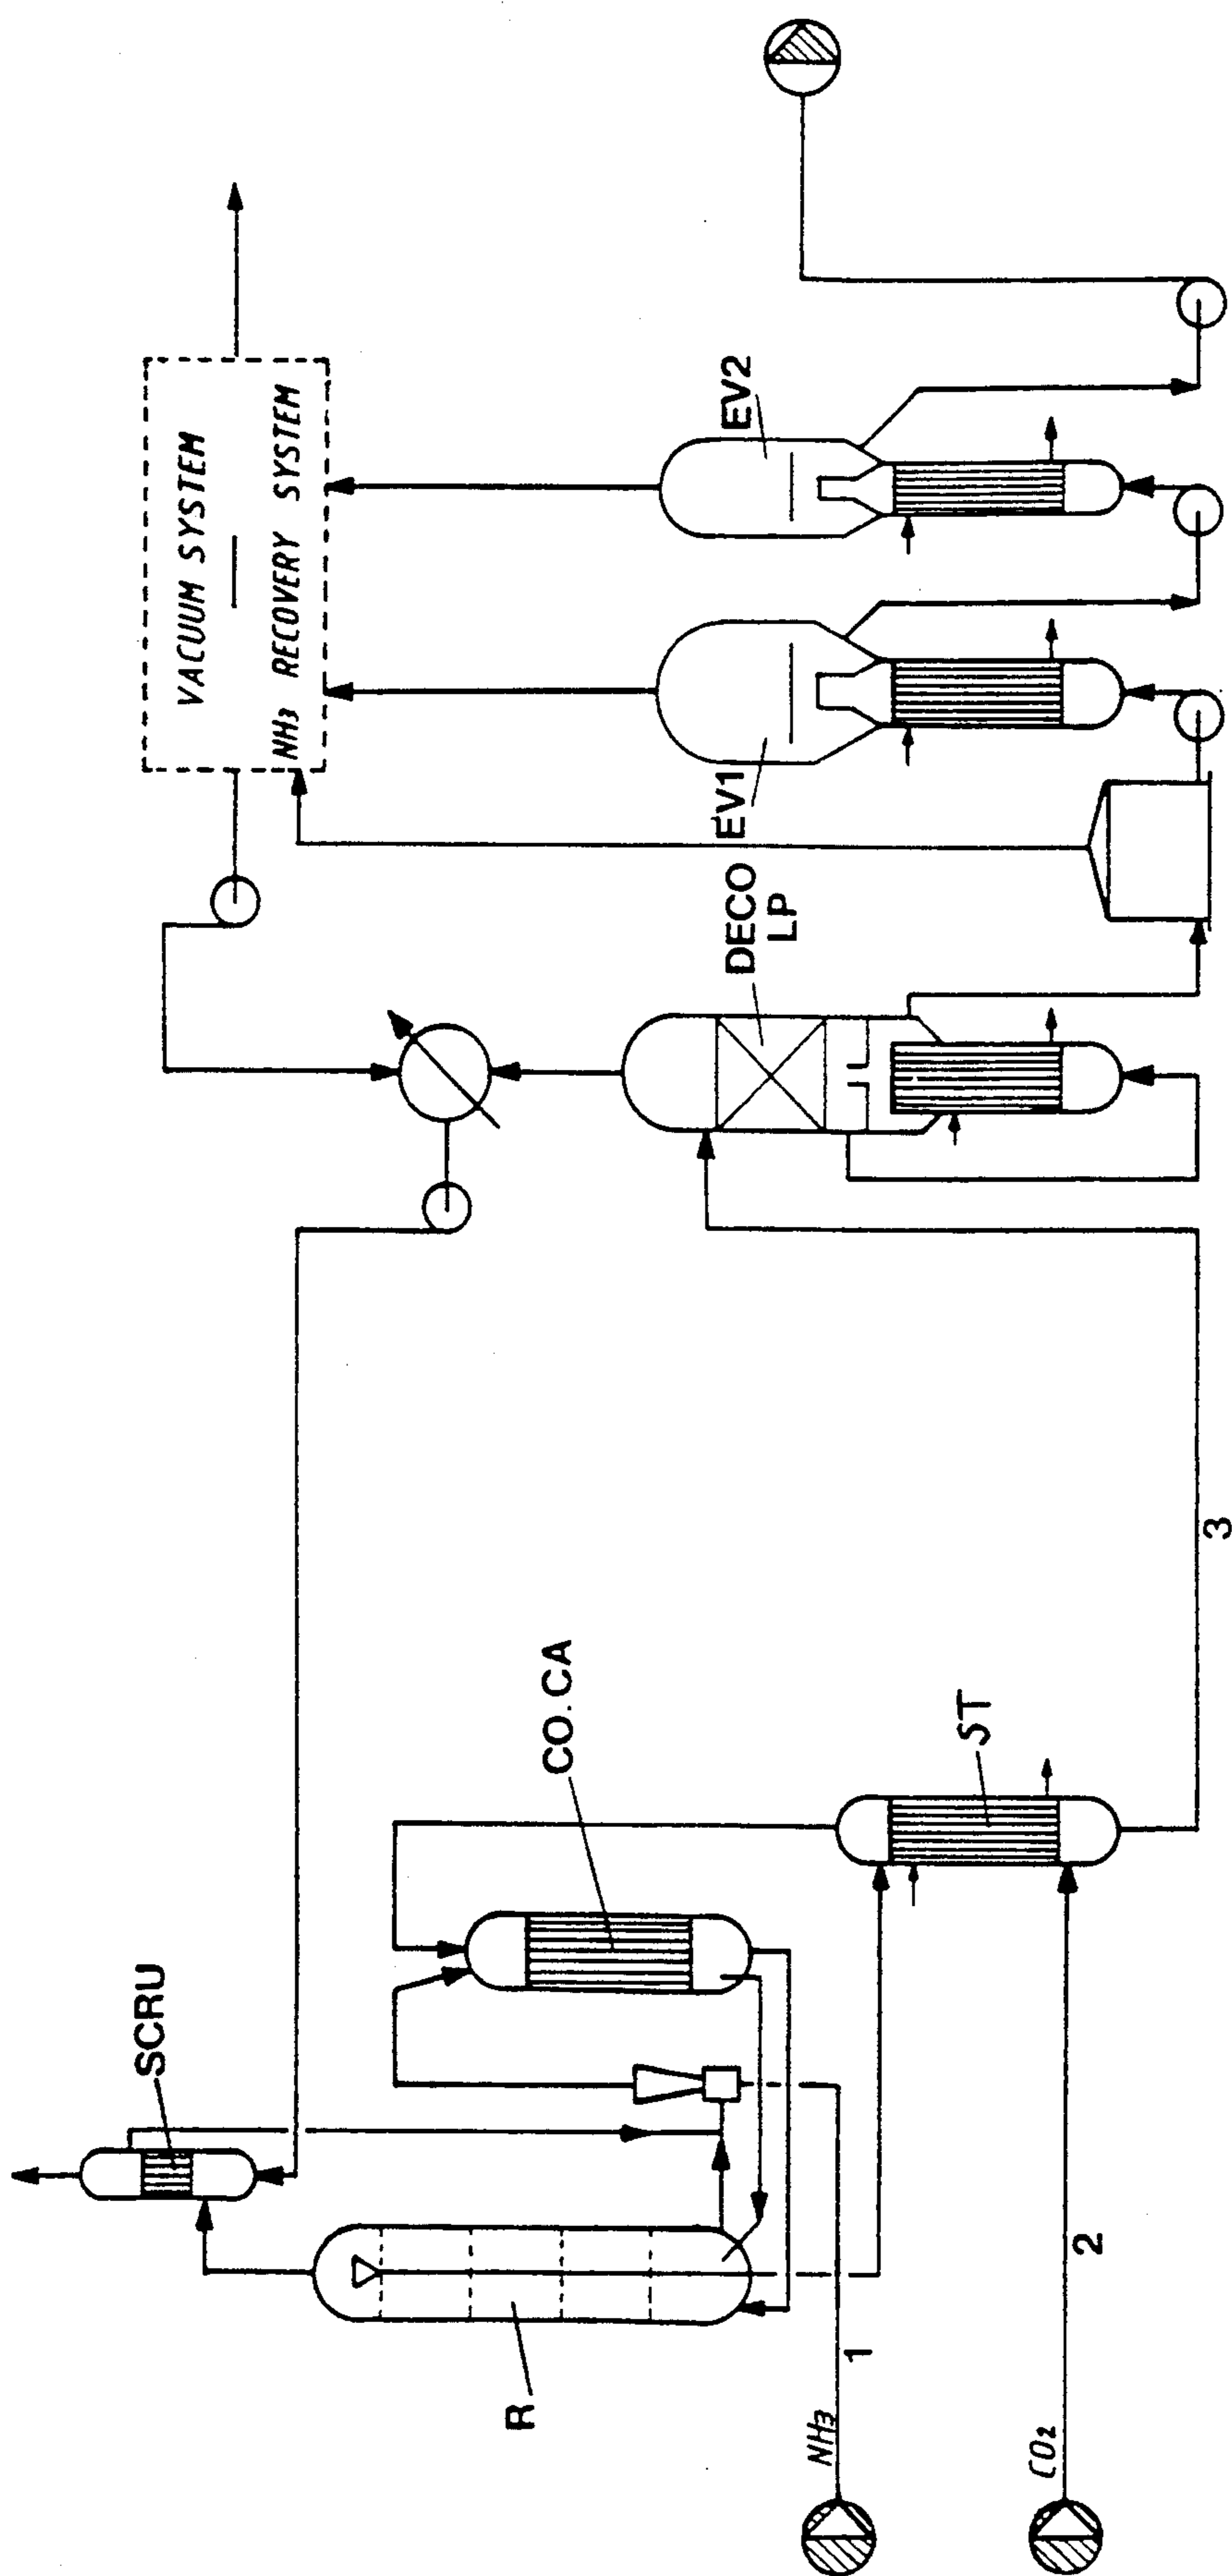 VACUUM SYSTEM
NH₃ RECOVERY SYSTEM
SCRU
CO.CA
DECO
LP
EV1
EV2
R
ST
NH₃
1
CO₂
2
3